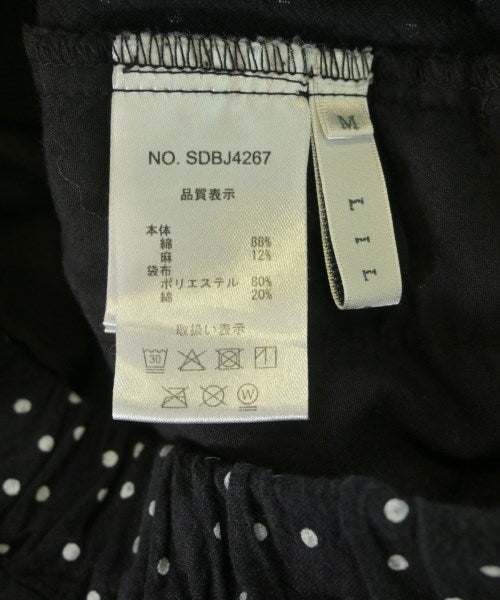 NO. SDBJ4267
品質表示
本体
綿 88%
麻 12%
袋布
ポリエステル 80%
綿 20%
取扱い表示
30
W
M